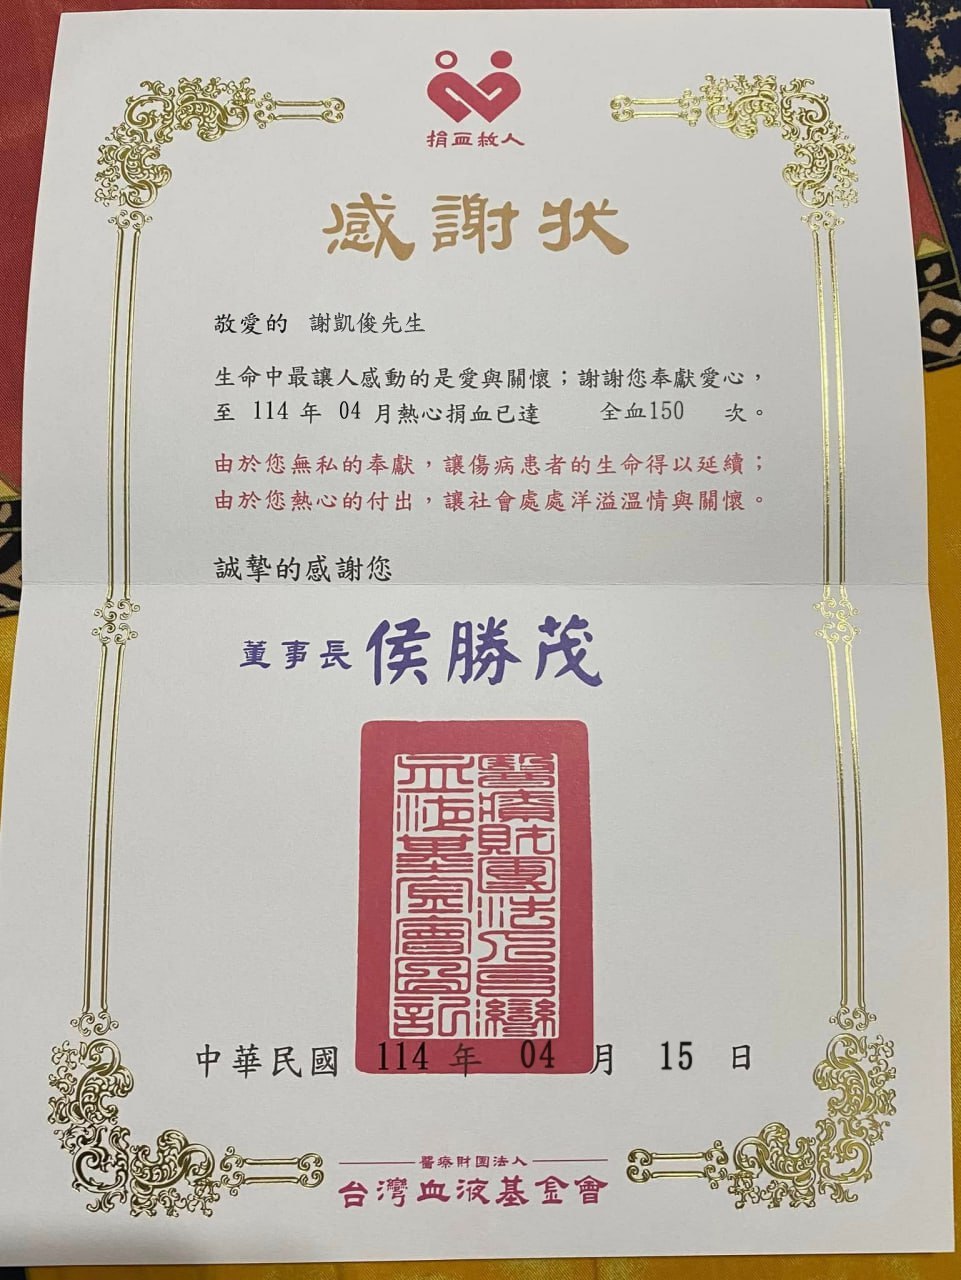 捐血救人
感謝狀
敬愛的 謝凱俊先生
生命中最讓人感動的是愛與關懷；謝謝您奉獻愛心，
至 114 年 04 月熱心捐血已達 全血150 次。
由於您無私的奉獻，讓傷病患者的生命得以延續；
由於您熱心的付出，讓社會處處洋溢溫情與關懷。
誠摯的感謝您
董事長 侯勝茂
醫療財團法人台灣
血液基金會圖記
中華民國 114 年 04 月 15 日
醫療財團法人
台灣血液基金會